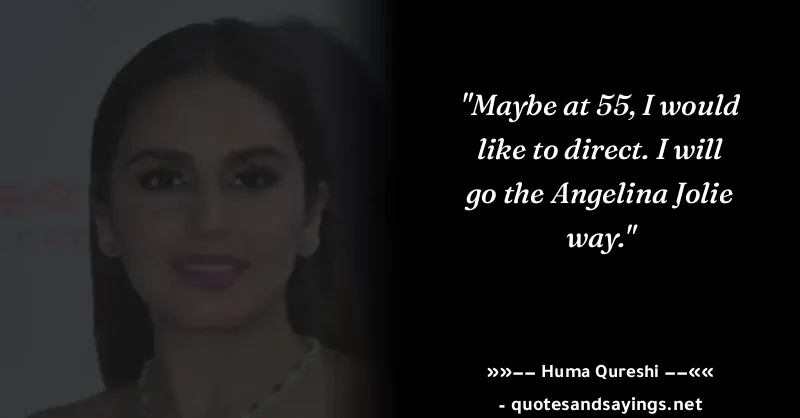 "Maybe at 55, I would
like to direct. I will
go the Angelina Jolie
way."
»»−− Huma Qureshi −−««
- quotesandsayings.net